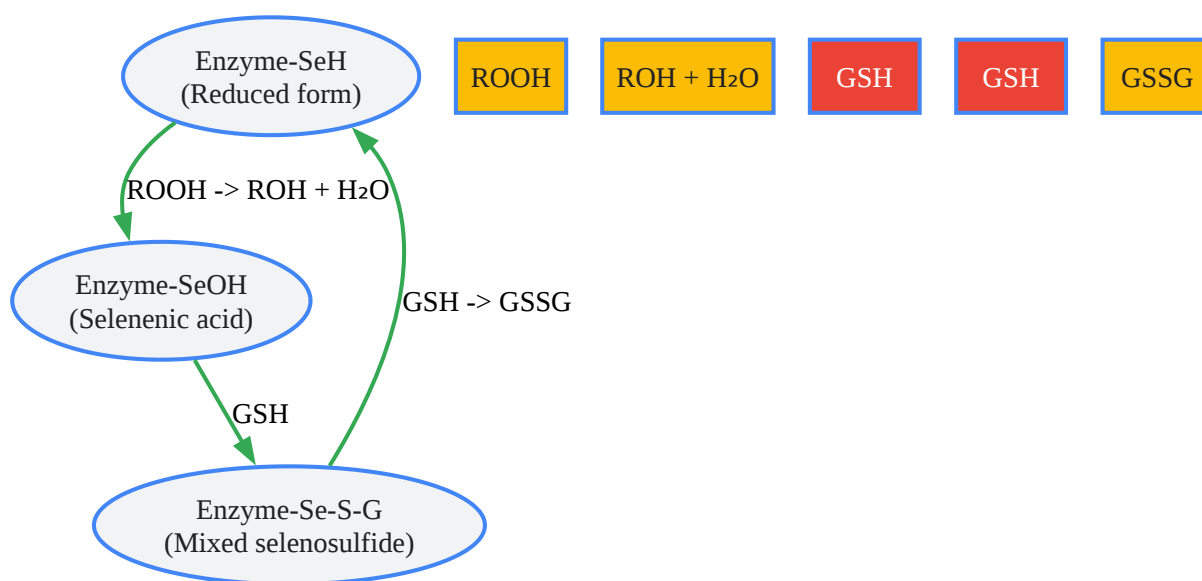 Enzyme-SeH
(Reduced form)
ROOH
ROH + H₂O
GSH
GSH
GSSG
ROOH -> ROH + H₂O
Enzyme-SeOH
(Selenenic acid)
GSH -> GSSG
GSH
Enzyme-Se-S-G
(Mixed selenosulfide)